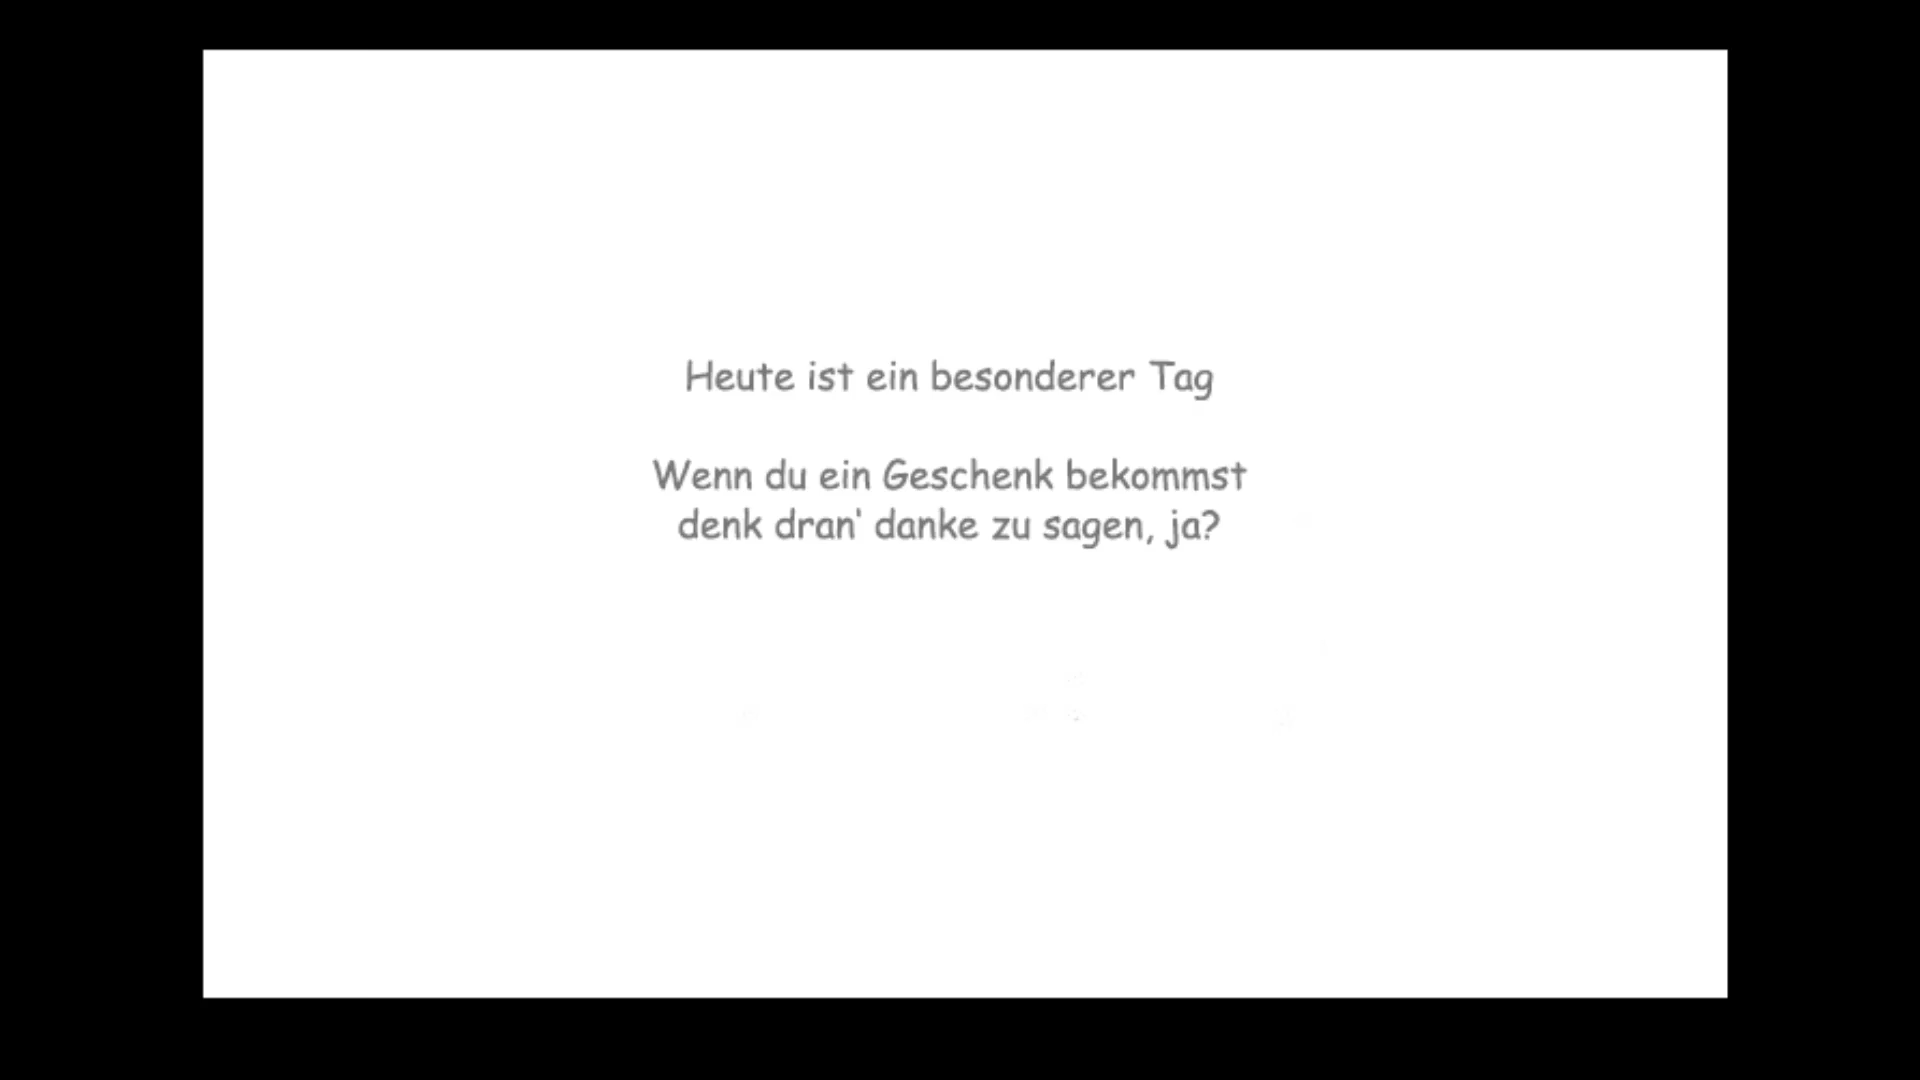 Heute ist ein besonderer Tag
Wenn du ein Geschenk bekommst
denk dran' danke zu sagen, ja?